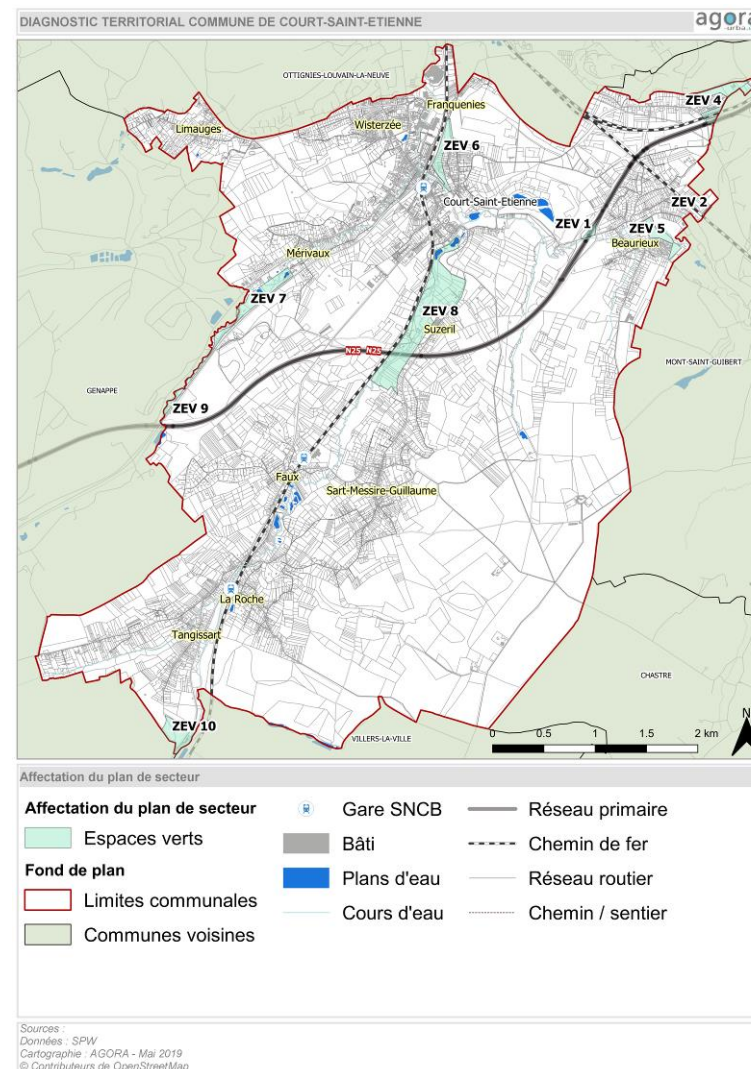 DIAGNOSTIC TERRITORIAL COMMUNE DE COURT-SAINT-ETIENNE
agora
OTTIGNIES-LOUVAIN-LA-NEUVE
Franquenies
ZEV 4
Limauges
Wisterzée
ZEV 6
Court-Saint-Etienne
ZEV 2
ZEV 1
ZEV 5
Beaurieux
Mérivaux
ZEV 7
ZEV 8
Suzeril
N25 N25
MONT-SAINT-GUIBERT
GENAPPE
ZEV 9
Faux
Sart-Messire-Guillaume
La Roche
Tangissart
CHASTRE
ZEV 10
VILLERS-LA-VILLE
N
0 0.5 1 1.5 2 km
Affectation du plan de secteur
Affectation du plan de secteur
Espaces verts
Fond de plan
Limites communales
Communes voisines
Gare SNCB
Bâti
Plans d'eau
Cours d'eau
Réseau primaire
Chemin de fer
Réseau routier
Chemin / sentier
Sources :
Données : SPW
Cartographie : AGORA - Mai 2019
© Contributeurs de OpenStreetMap